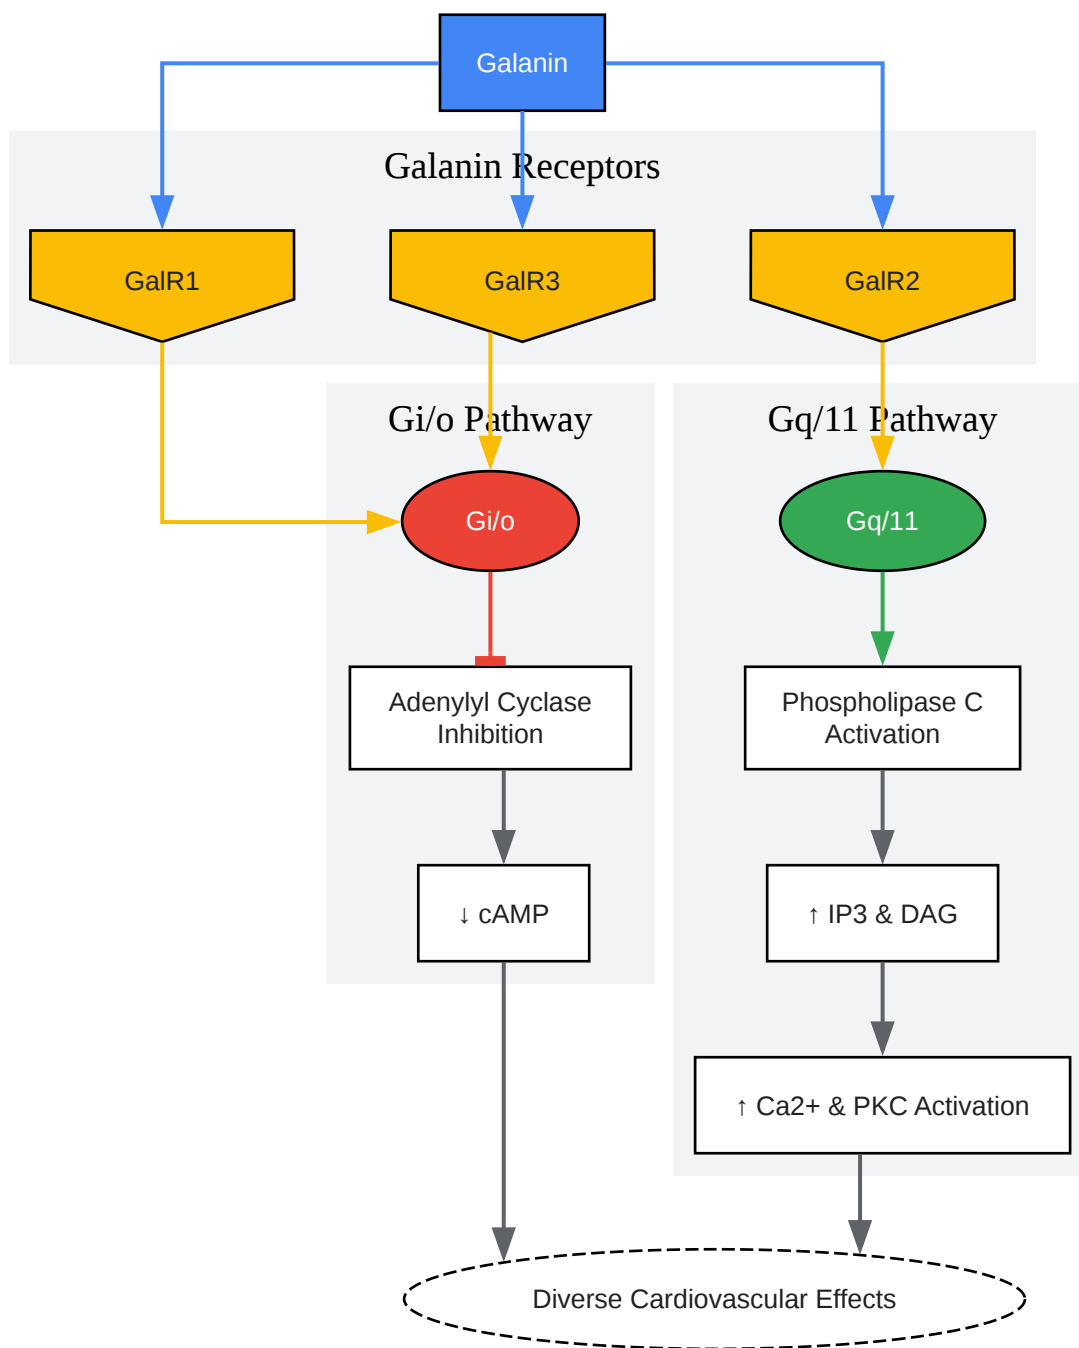 Galanin
Galanin Receptors
GalR1
GalR3
GalR2
Gi/o Pathway
Gq/11 Pathway
Gi/o
Gq/11
Adenylyl Cyclase
Inhibition
Phospholipase C
Activation
↓ cAMP
↑ IP3 & DAG
↑ Ca2+ & PKC Activation
Diverse Cardiovascular Effects